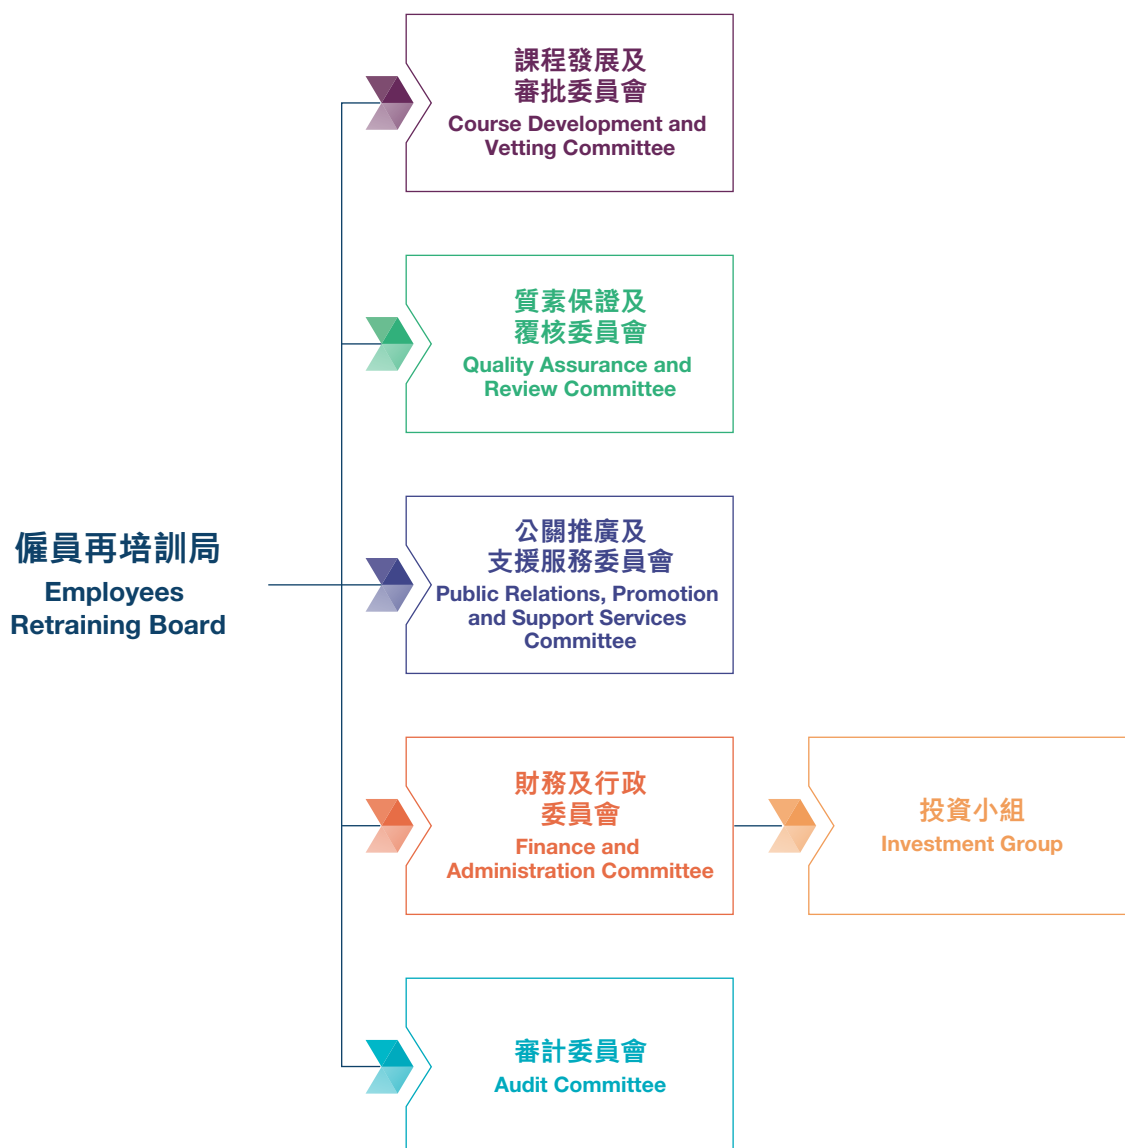 課程發展及
審批委員會
Course Development and
Vetting Committee
質素保證及
覆核委員會
Quality Assurance and
Review Committee
僱員再培訓局
Employees
Retraining Board
公關推廣及
支援服務委員會
Public Relations, Promotion
and Support Services
Committee
財務及行政
委員會
Finance and
Administration Committee
投資小組
Investment Group
審計委員會
Audit Committee